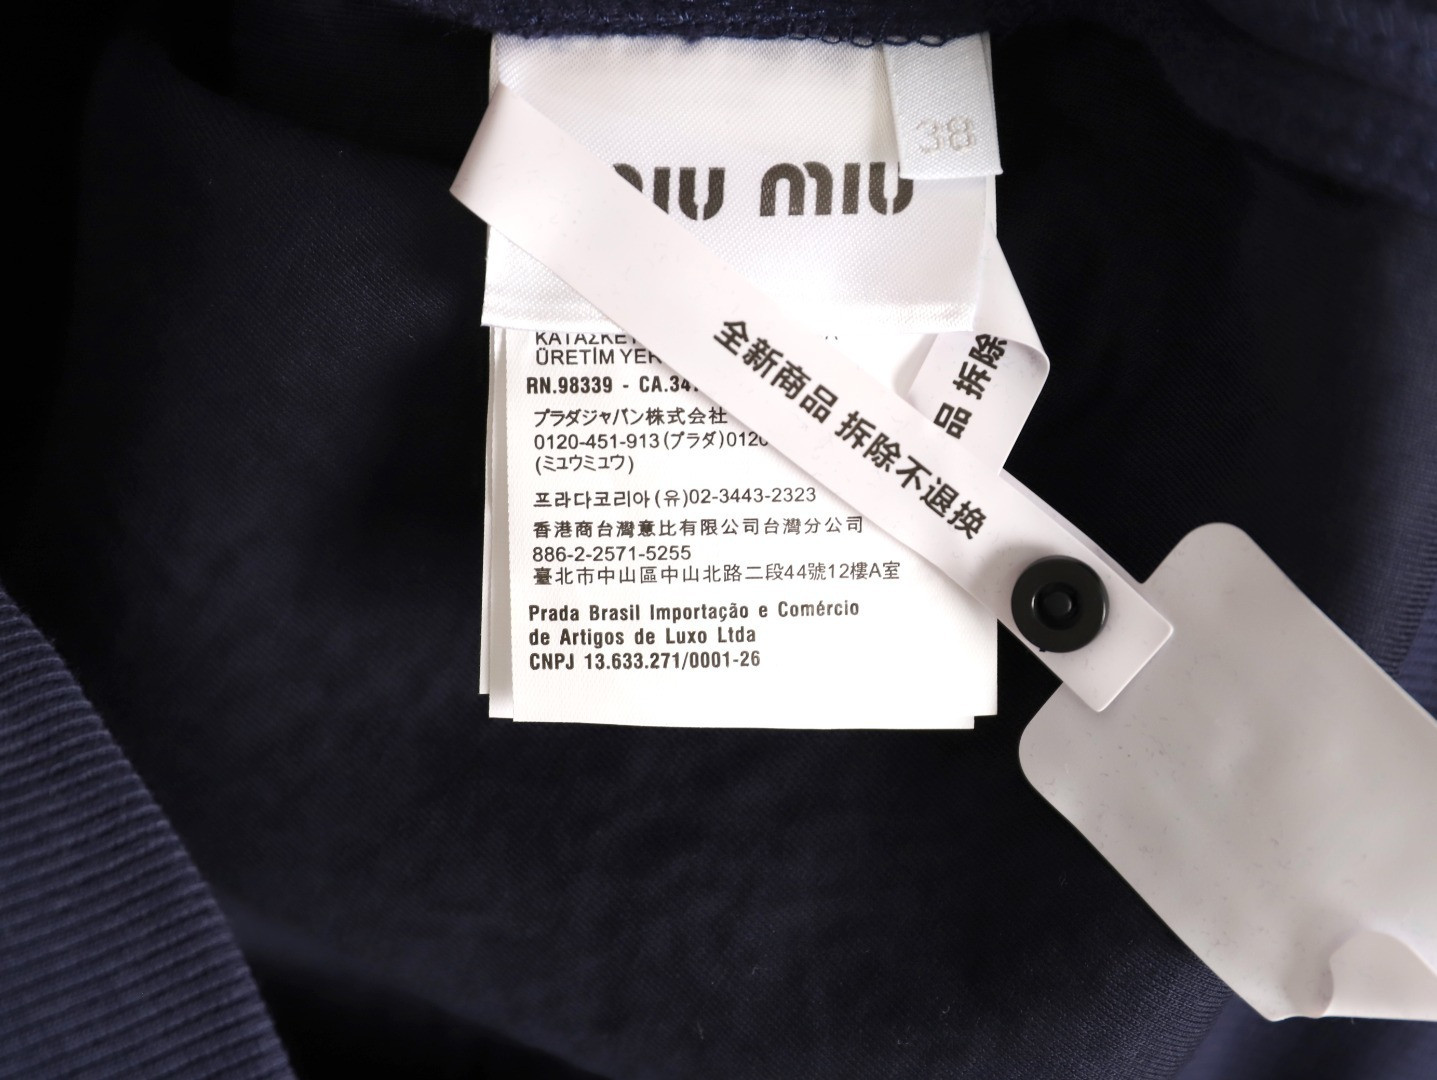 38
miu miu
ÜRETİM YER
RN.98339 - CA.34
プラダジャパン株式会社
0120-451-913(プラダ)0120
(ミュウミュウ)
프라다코리아(유)02-3443-2323
香港商台灣意比有限公司台灣分公司
886-2-2571-5255
臺北市中山區中山北路二段44號12樓A室
Prada Brasil Importação e Comércio
de Artigos de Luxo Ltda
CNPJ 13.633.271/0001-26
全新商品 拆除不退换
品 拆除